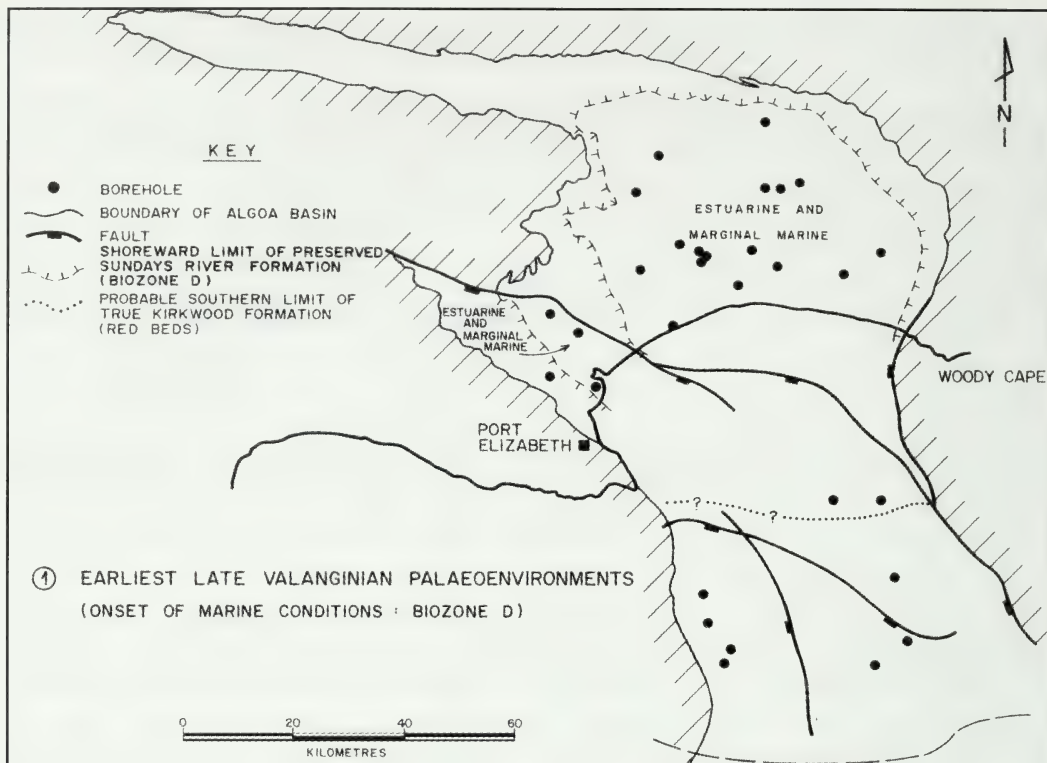 N
KEY
BOREHOLE
BOUNDARY OF ALGOA BASIN
FAULT
SHOREWARD LIMIT OF PRESERVED
SUNDAYS RIVER FORMATION
(BIOZONE D)
PROBABLE SOUTHERN LIMIT OF
TRUE KIRKWOOD FORMATION
(RED BEDS)
ESTUARINE AND
MARGINAL MARINE
ESTUARINE
AND
MARGINAL
MARINE
WOODY CAPE
PORT
ELIZABETH
? ?
1 EARLIEST LATE VALANGINIAN PALAEOENVIRONMENTS
(ONSET OF MARINE CONDITIONS : BIOZONE D)
0 20 40 60
KILOMETRES